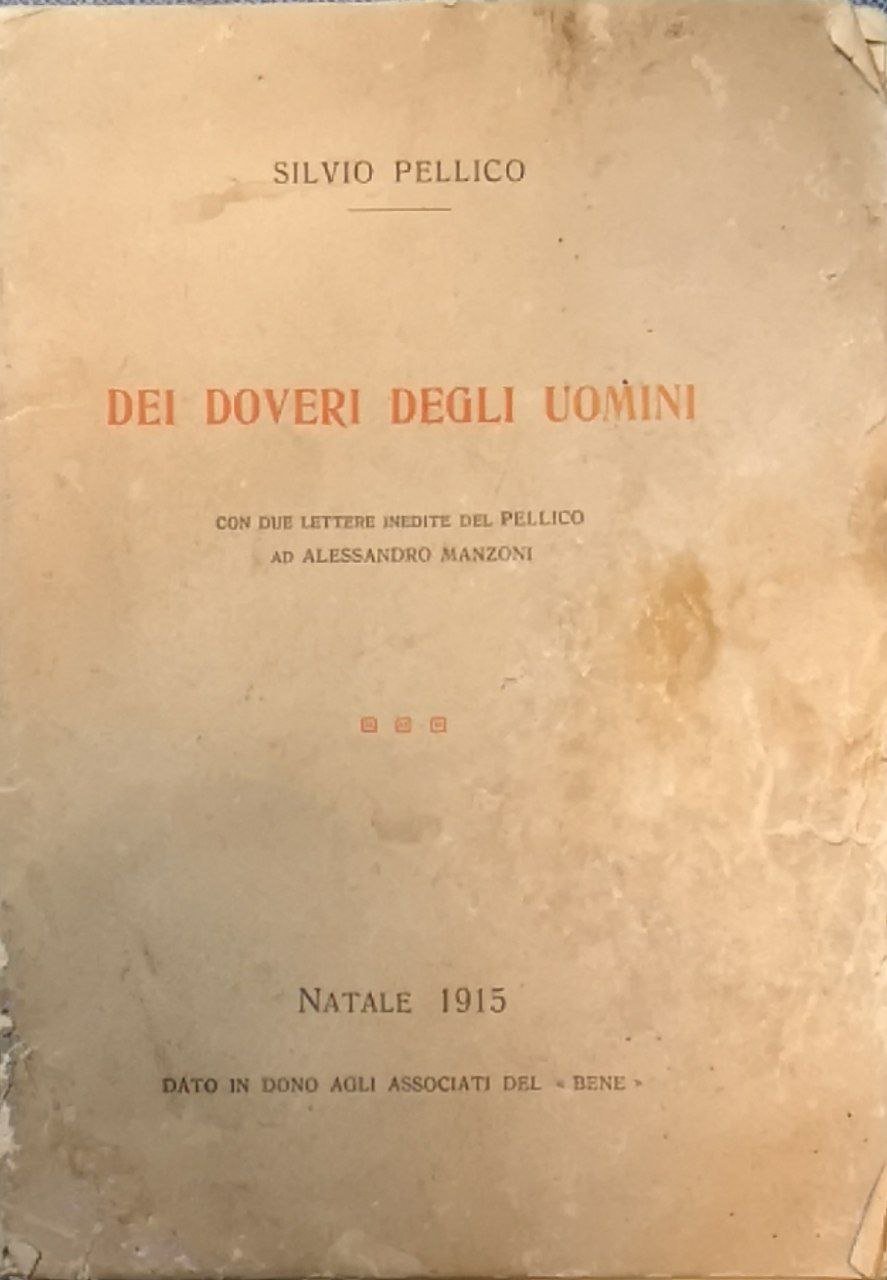 SILVIO PELLICO
DEI DOVERI DEGLI UOMINI
CON DUE LETTERE INEDITE DEL PELLICO
AD ALESSANDRO MANZONI
NATALE 1915
DATO IN DONO AGLI ASSOCIATI DEL « BENE »